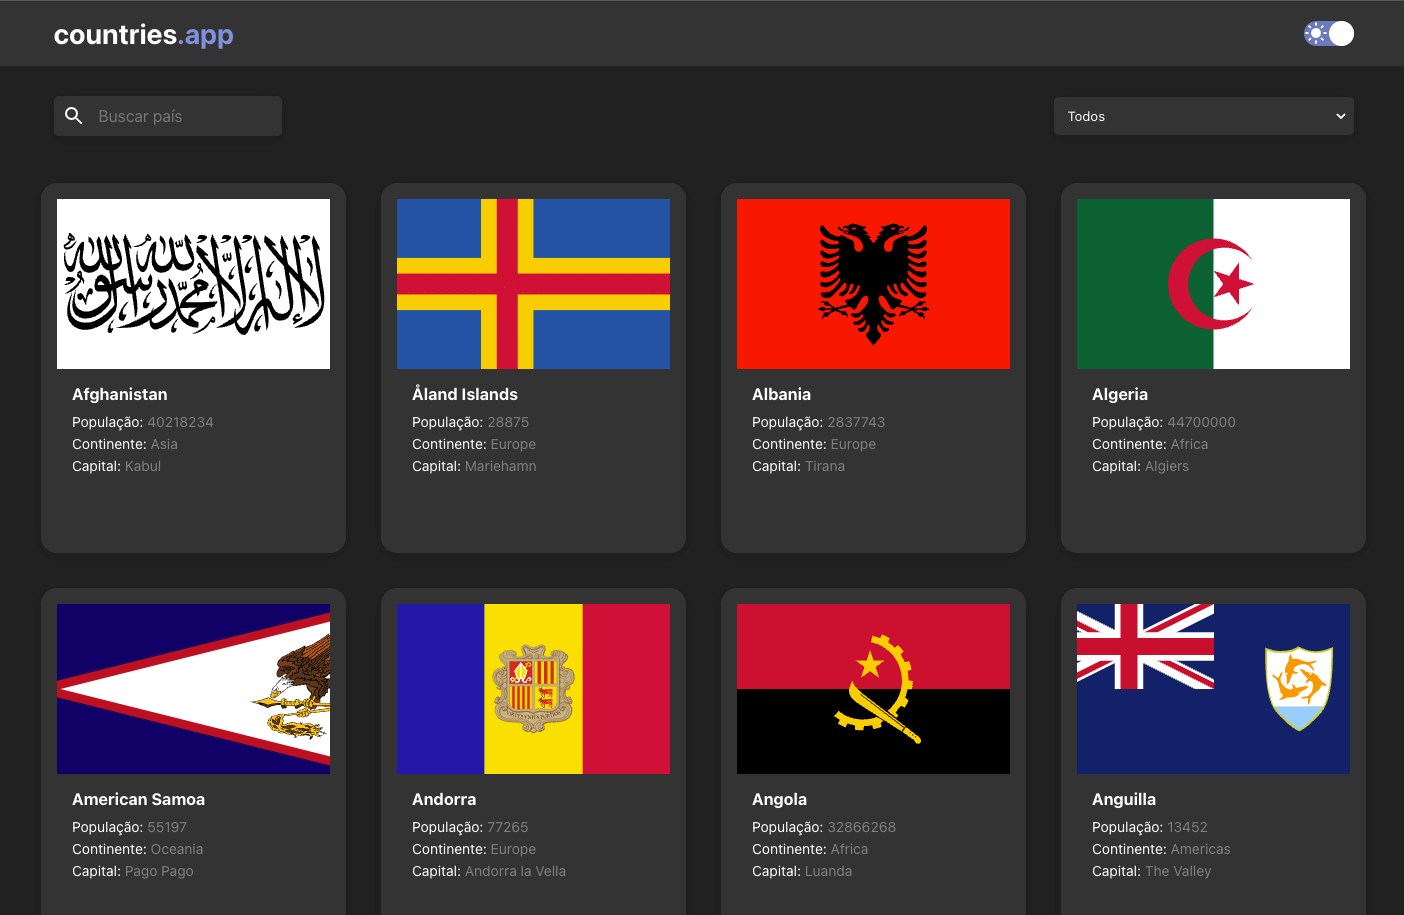 countries.app
Buscar país
Todos
لا إله إلا الله محمد رسول الله
Afghanistan
População: 40218234
Continente: Asia
Capital: Kabul
Åland Islands
População: 28875
Continente: Europe
Capital: Mariehamn
Albania
População: 2837743
Continente: Europe
Capital: Tirana
Algeria
População: 44700000
Continente: Africa
Capital: Algiers
American Samoa
População: 55197
Continente: Oceania
Capital: Pago Pago
Andorra
População: 77265
Continente: Europe
Capital: Andorra la Vella
Angola
População: 32866268
Continente: Africa
Capital: Luanda
Anguilla
População: 13452
Continente: Americas
Capital: The Valley